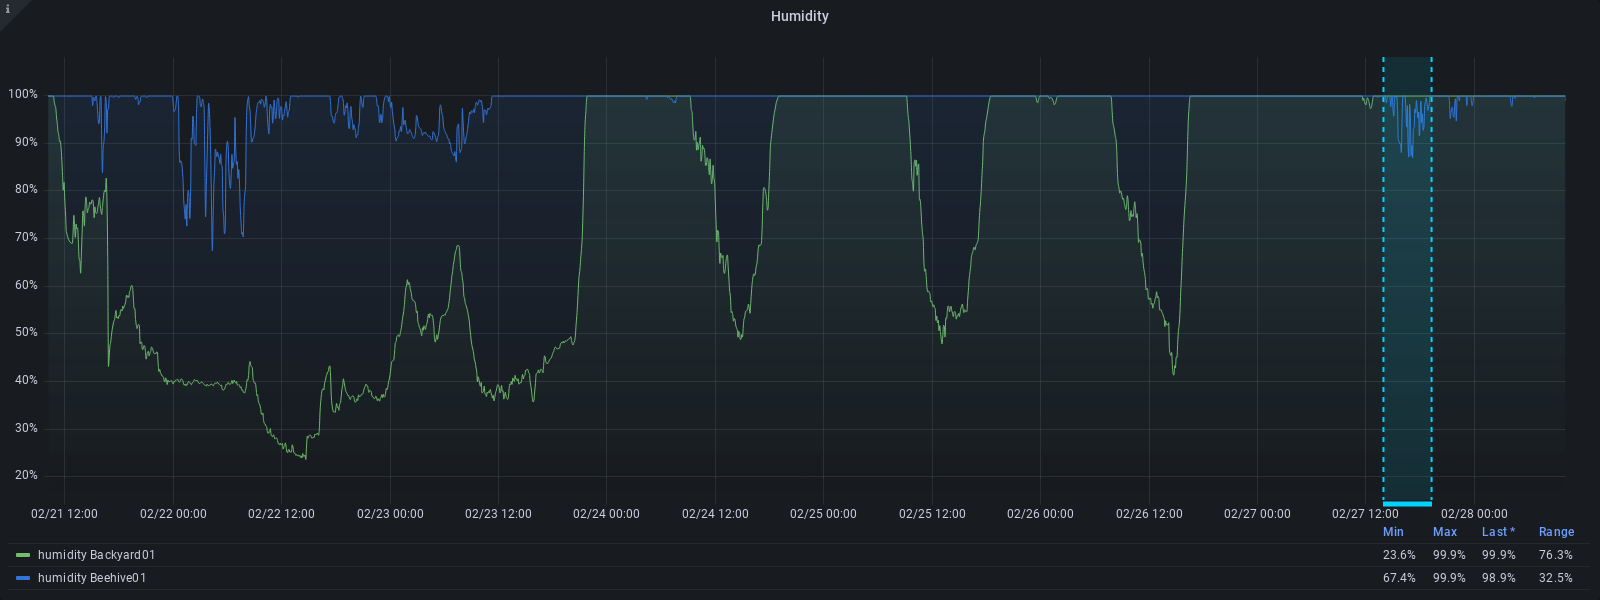 i
Humidity
100%
90%
80%
70%
60%
50%
40%
30%
20%
02/21 12:00 02/22 00:00 02/22 12:00 02/23 00:00 02/23 12:00 02/24 00:00 02/24 12:00 02/25 00:00 02/25 12:00 02/26 00:00 02/26 12:00 02/27 00:00 02/27 12:00 02/28 00:00
Min Max Last * Range
humidity Backyard01 23.6% 99.9% 99.9% 76.3%
humidity Beehive01 67.4% 99.9% 98.9% 32.5%